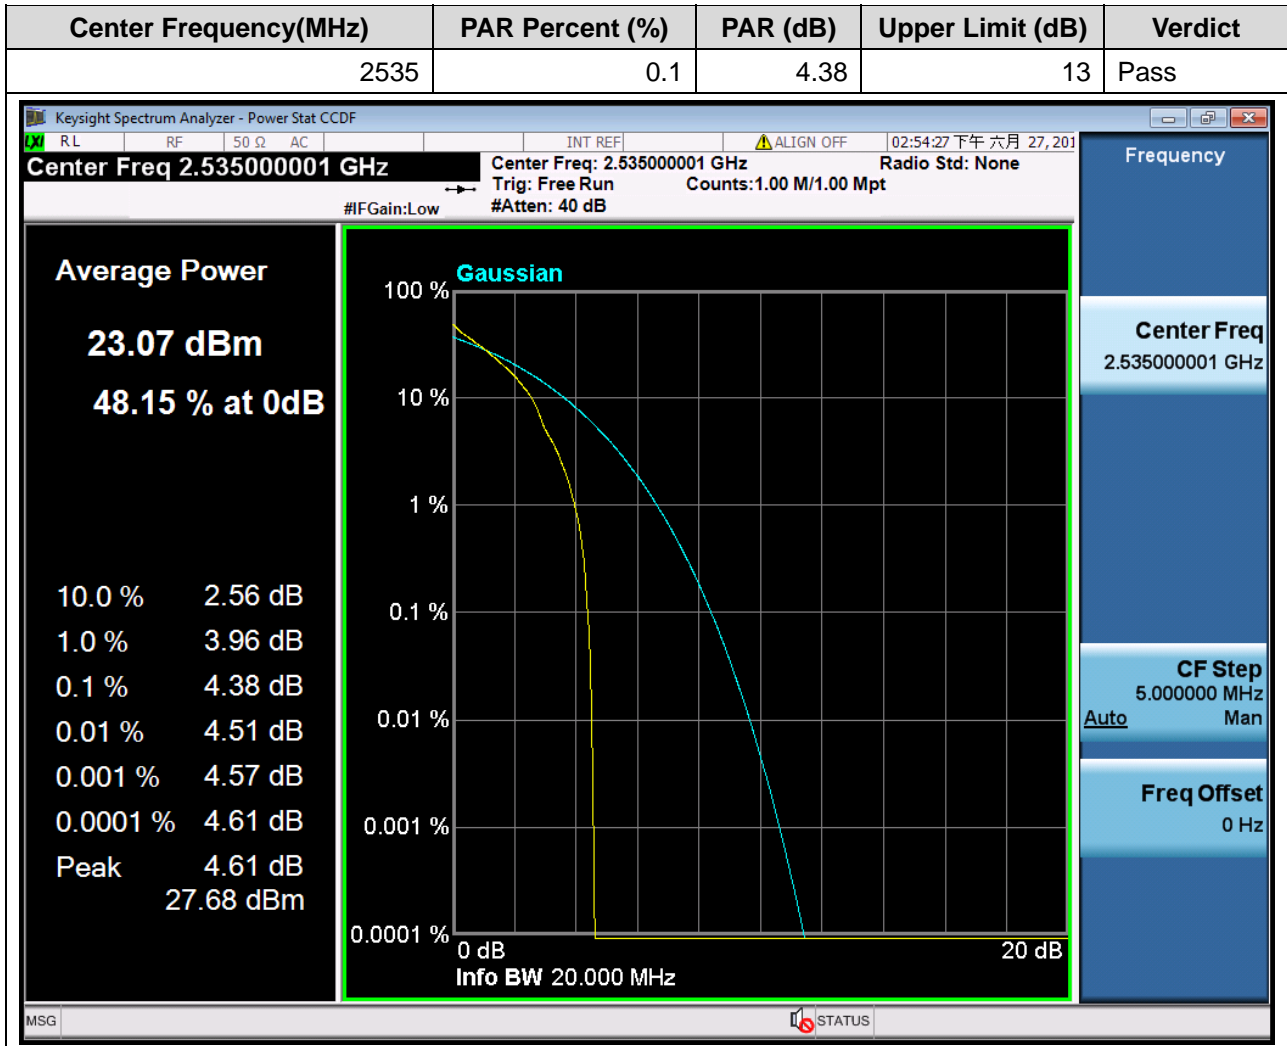 Center Frequency(MHz) PAR Percent (%) PAR (dB) Upper Limit (dB) Verdict
2535 0.1 4.38 13 Pass
Keysight Spectrum Analyzer - Power Stat CCDF
LXI RL RF 50 Ω AC INT REF ALIGN OFF 02:54:27 下午 六月 27, 201
Center Freq 2.535000001 GHz
Center Freq: 2.535000001 GHz Radio Std: None
Trig: Free Run Counts:1.00 M/1.00 Mpt
#IFGain:Low #Atten: 40 dB
Average Power
23.07 dBm
48.15 % at 0dB
10.0 % 2.56 dB
1.0 % 3.96 dB
0.1 % 4.38 dB
0.01 % 4.51 dB
0.001 % 4.57 dB
0.0001 % 4.61 dB
Peak 4.61 dB
27.68 dBm
Gaussian
100 %
10 %
1 %
0.1 %
0.01 %
0.001 %
0.0001 %
0 dB 20 dB
Info BW 20.000 MHz
Frequency
Center Freq
2.535000001 GHz
CF Step
5.000000 MHz
Auto Man
Freq Offset
0 Hz
MSG STATUS